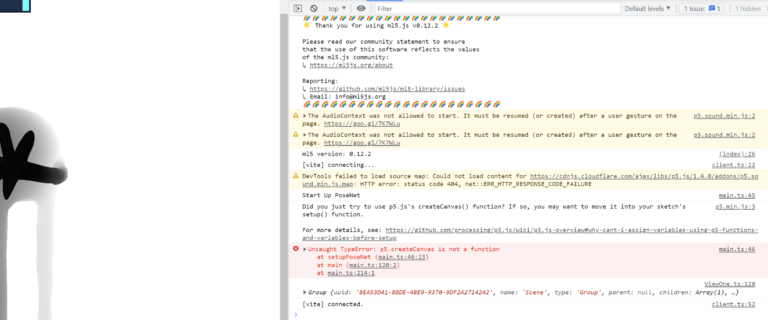 top
Filter
Default levels
1 Issue: 1
1 hidden
Thank you for using ml5.js v0.12.2
Please read our community statement to ensure
that the use of this software reflects the values
of the ml5.js community:
↳ https://ml5js.org/about
Reporting:
↳ https://github.com/ml5js/ml5-library/issues
↳ Email: info@ml5js.org
The AudioContext was not allowed to start. It must be resumed (or created) after a user gesture on the p5.sound.min.js:2
page. https://goo.gl/7K7WLu
The AudioContext was not allowed to start. It must be resumed (or created) after a user gesture on the p5.sound.min.js:2
page. https://goo.gl/7K7WLu
ml5 version: 0.12.2 (index):26
[vite] connecting... client.ts:22
DevTools failed to load source map: Could not load content for https://cdnjs.cloudflare.com/ajax/libs/p5.js/1.4.0/addons/p5.so
und.min.js.map: HTTP error: status code 404, net::ERR_HTTP_RESPONSE_CODE_FAILURE
Start Up PoseNet main.ts:45
Did you just try to use p5.js's createCanvas() function? If so, you may want to move it into your sketch's p5.min.js:3
setup() function.
For more details, see: https://github.com/processing/p5.js/wiki/p5.js-overview#why-cant-i-assign-variables-using-p5-functions-
and-variables-before-setup
Uncaught TypeError: p5.createCanvas is not a function main.ts:46
at setupPoseNet (main.ts:46:23)
at main (main.ts:120:2)
at main.ts:214:1
ViewOne.ts:128
Group {uuid: '8EA53D41-88DE-4BE9-9370-9DF2A2714242', name: 'Scene', type: 'Group', parent: null, children: Array(1), …}
[vite] connected. client.ts:52